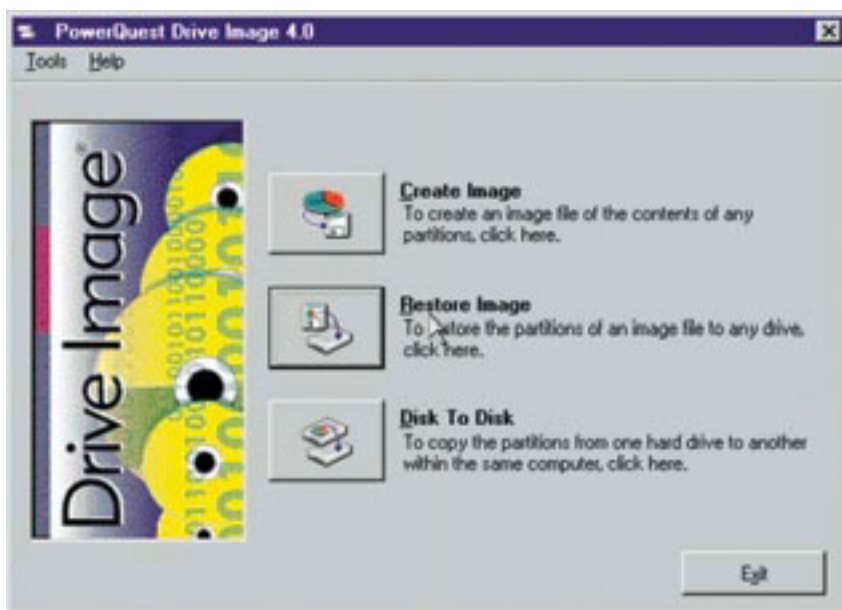 PowerQuest Drive Image 4.0
Tools Help
Drive Image®
Create Image
To create an image file of the contents of any
partitions, click here.
Restore Image
To restore the partitions of an image file to any drive,
click here.
Disk To Disk
To copy the partitions from one hard drive to another
within the same computer, click here.
Exit